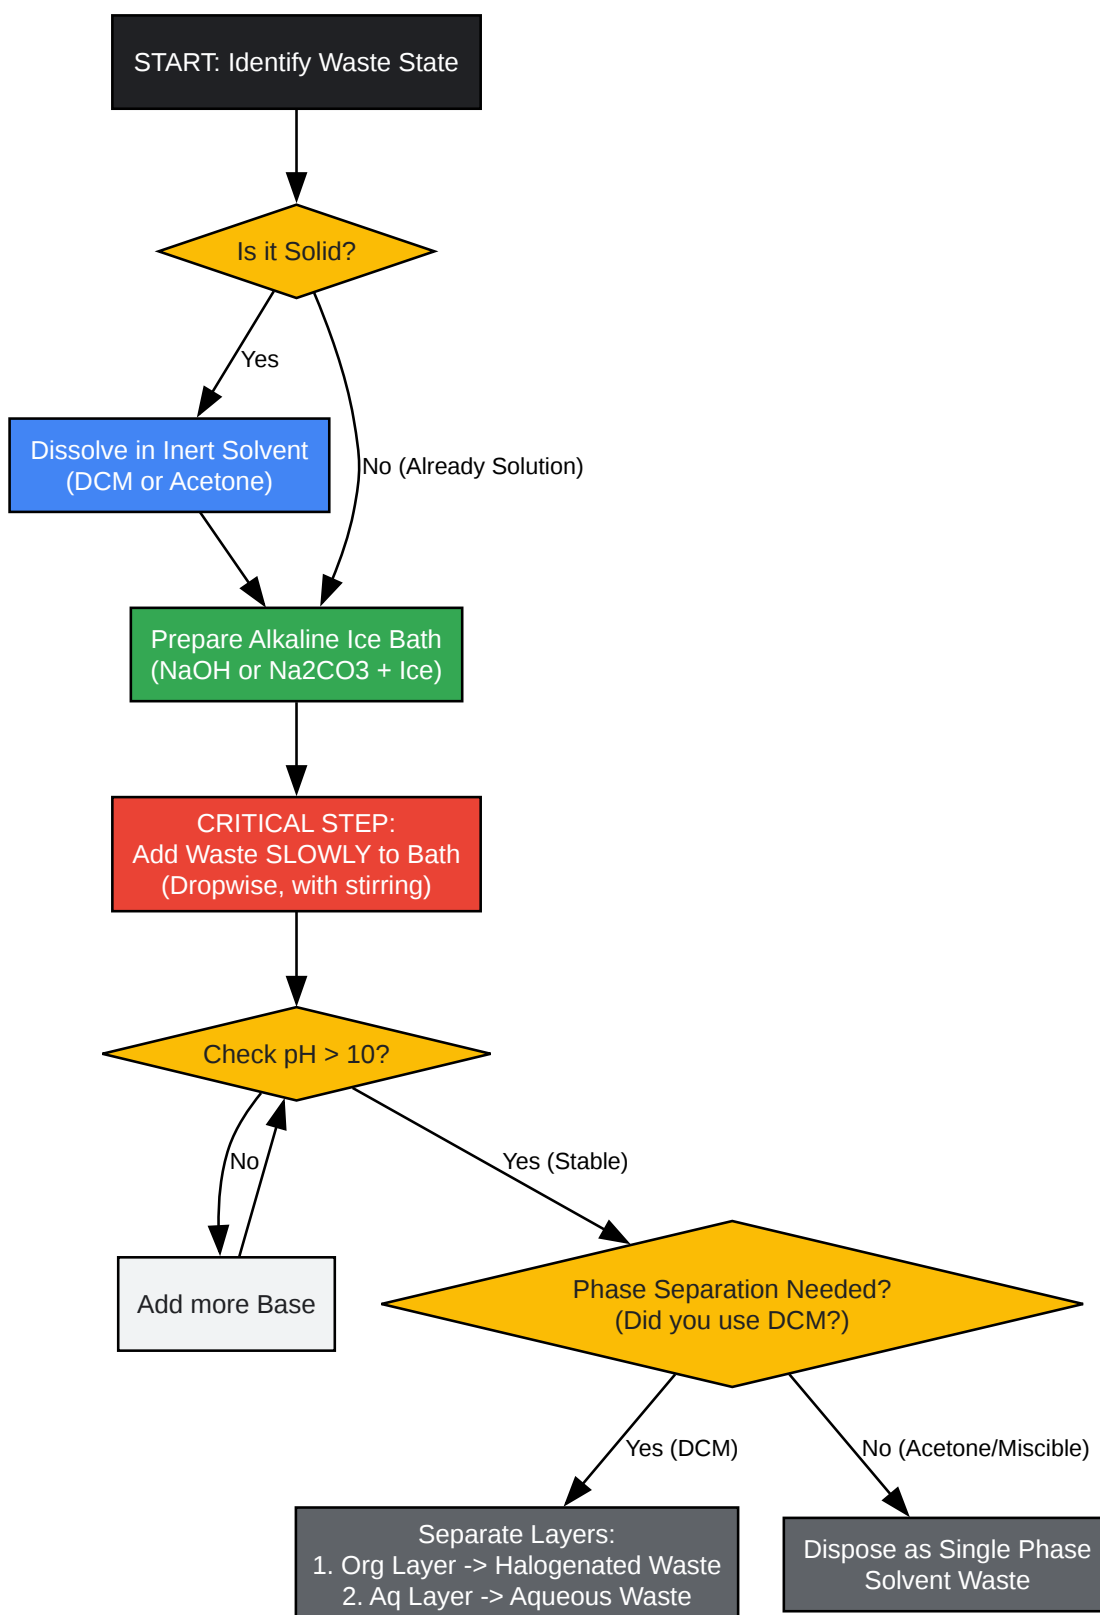 START: Identify Waste State
Is it Solid?
Yes
Dissolve in Inert Solvent
(DCM or Acetone)
No (Already Solution)
Prepare Alkaline Ice Bath
(NaOH or Na2CO3 + Ice)
CRITICAL STEP:
Add Waste SLOWLY to Bath
(Dropwise, with stirring)
Check pH > 10?
No
Yes (Stable)
Add more Base
Phase Separation Needed?
(Did you use DCM?)
Yes (DCM)
No (Acetone/Miscible)
Separate Layers:
1. Org Layer -> Halogenated Waste
2. Aq Layer -> Aqueous Waste
Dispose as Single Phase
Solvent Waste